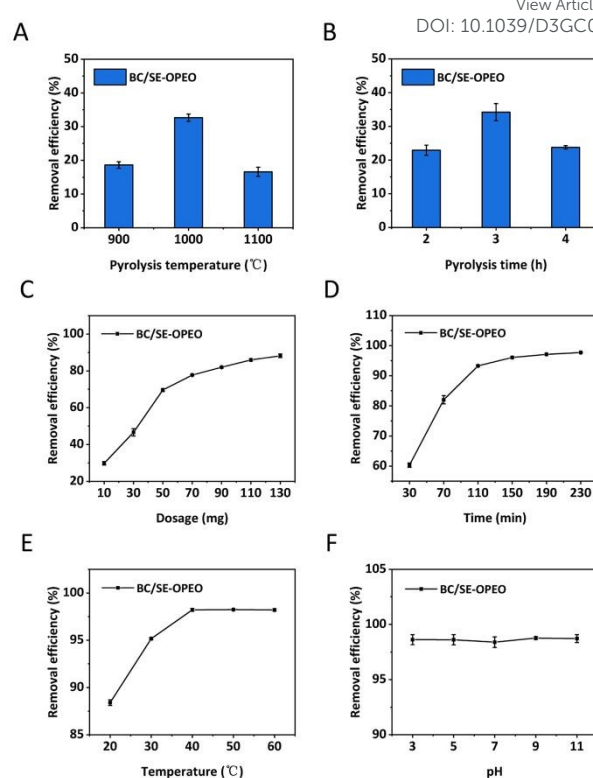 View Articl
DOI: 10.1039/D3GC0
A
BC/SE-OPEO
Removal efficiency (%)
50
40
30
20
10
0
900 1000 1100
Pyrolysis temperature (℃)
B
BC/SE-OPEO
Removal efficiency (%)
50
40
30
20
10
0
2 3 4
Pyrolysis time (h)
C
BC/SE-OPEO
Removal efficiency (%)
100
80
60
40
20
10 30 50 70 90 110 130
Dosage (mg)
D
BC/SE-OPEO
Removal efficiency (%)
110
100
90
80
70
60
30 70 110 150 190 230
Time (min)
E
BC/SE-OPEO
Removal efficiency (%)
100
95
90
85
20 30 40 50 60
Temperature (℃)
F
BC/SE-OPEO
Removal efficiency (%)
105
100
95
90
3 5 7 9 11
pH